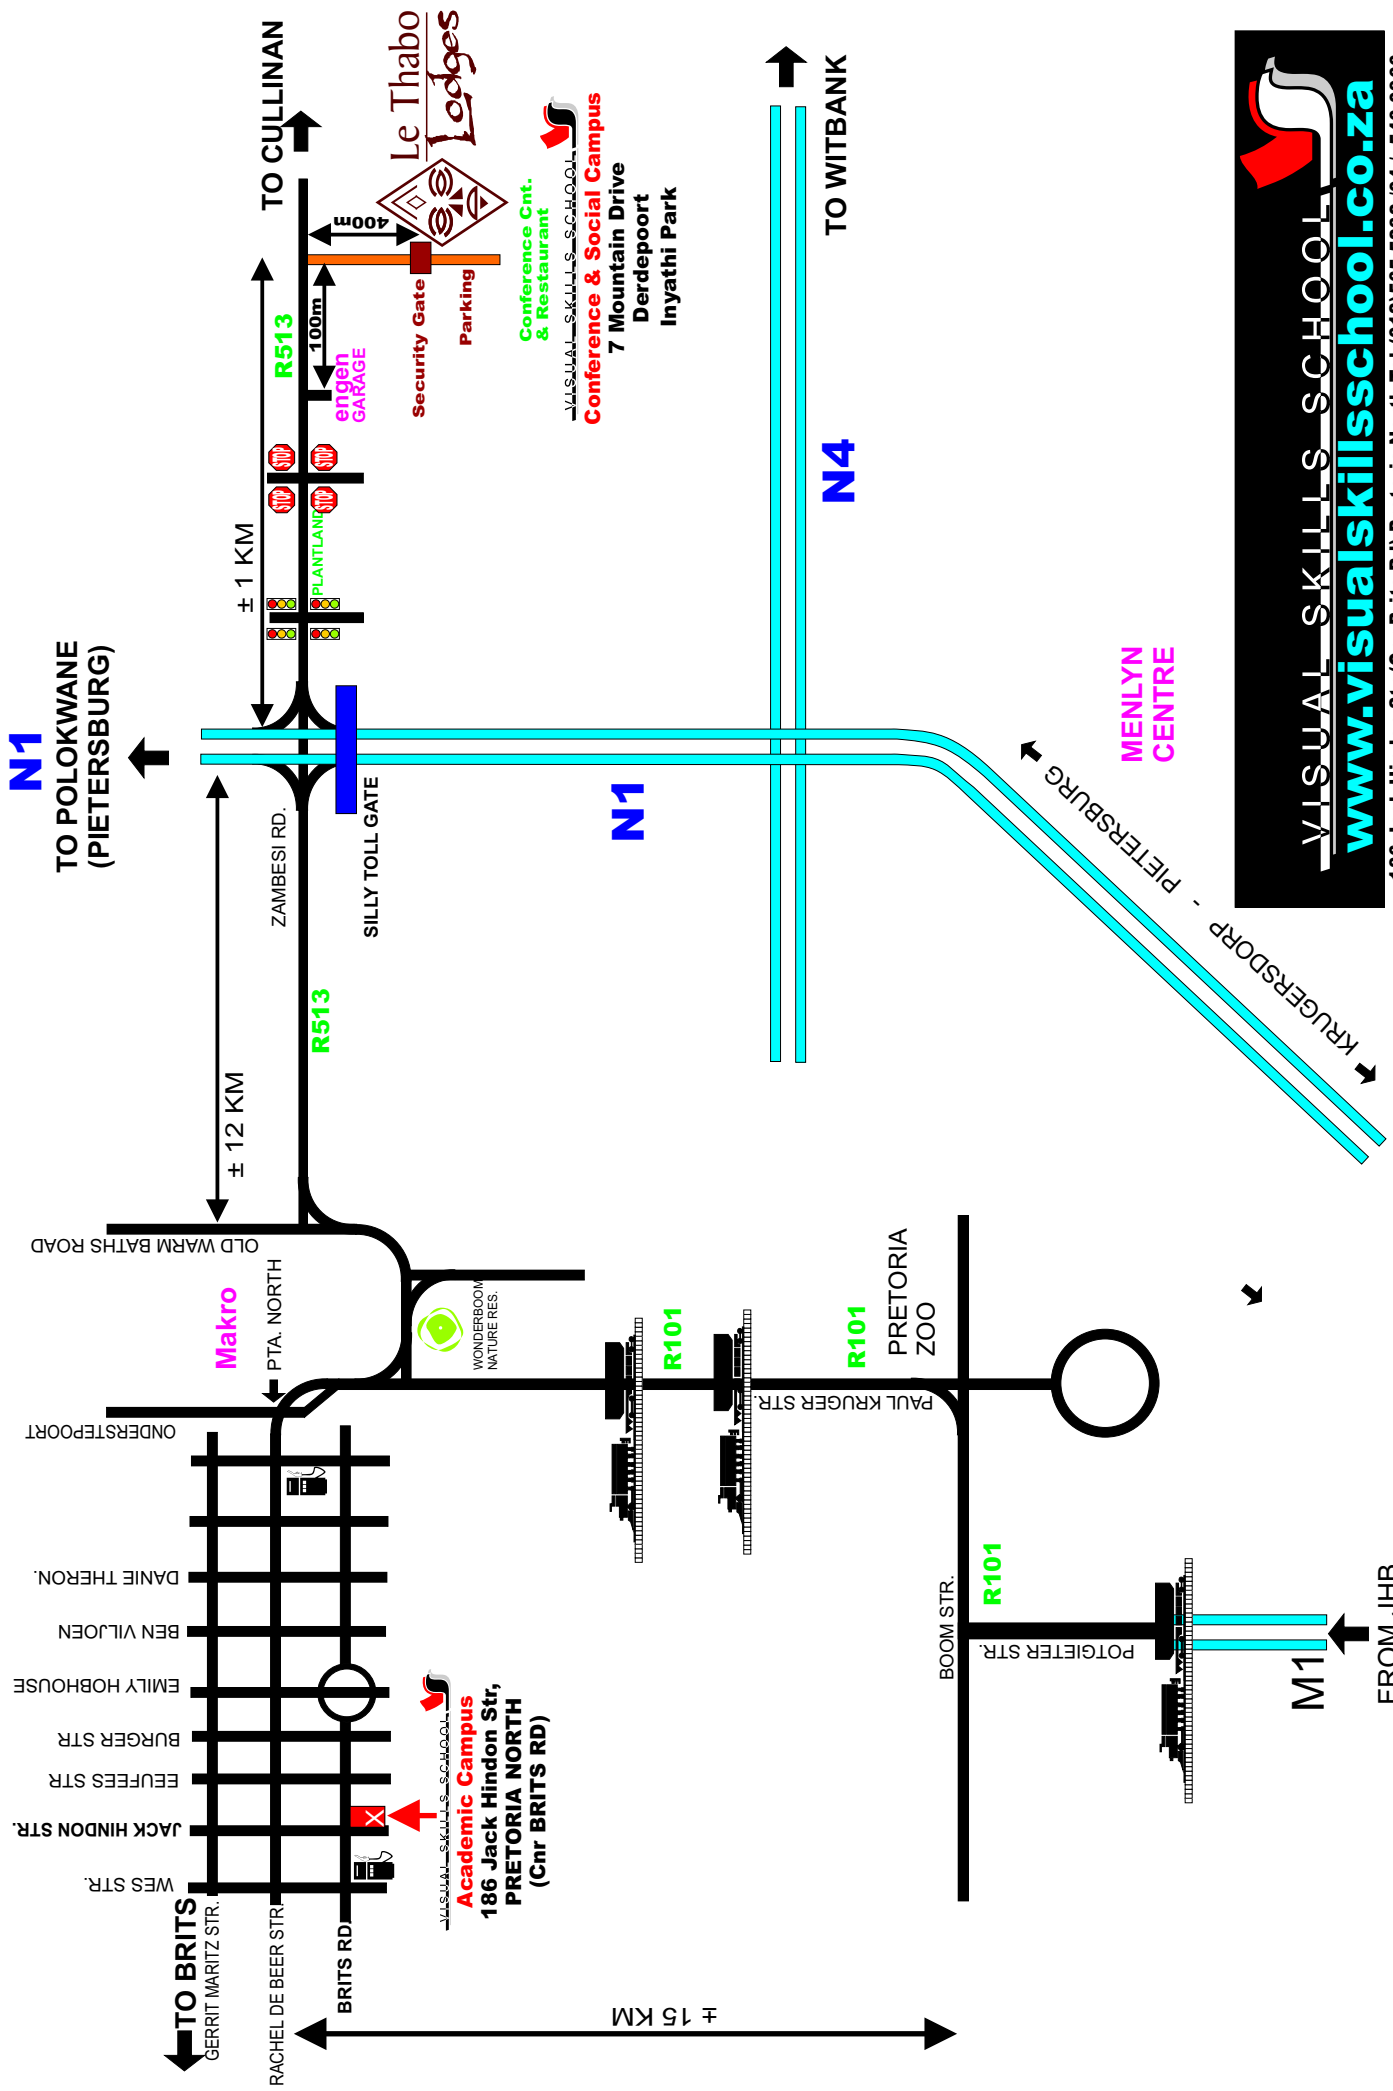 N1
TO POLOKWANE
(PIETERSBURG)
TO CULLINAN
± 1 KM
R513
400m
100m
engen
GARAGE
Le Thabo
Lodges
Security Gate
Parking
STOP
STOP
STOP
STOP
PLANTLAND
Conference Cnt.
& Restaurant
VISUAL SKILLS SCHOOL
Conference & Social Campus
7 Mountain Drive
Derdepoort
Inyathi Park
ZAMBESI RD.
SILLY TOLL GATE
± 12 KM
R513
N1
N4
TO WITBANK
MENLYN
CENTRE
KRUGERSDORP - PIETERSBURG
OLD WARM BATHS ROAD
Makro
PTA. NORTH
ONDERSTEPOORT
WONDERBOOM
NATURE RES.
R101
R101
PRETORIA
ZOO
PAUL KRUGER STR.
BOOM STR.
R101
POTGIETER STR.
M1
FROM JHB
DANIE THERON.
BEN VILJOEN
EMILY HOBHOUSE
BURGER STR
EEUFEES STR
JACK HINDON STR.
WES STR.
TO BRITS
GERRIT MARITZ STR.
RACHEL DE BEER STR.
BRITS RD.
X
VISUAL SKILLS SCHOOL
Academic Campus
186 Jack Hindon Str,
PRETORIA NORTH
(Cnr BRITS RD)
± 15 KM
VISUAL SKILLS SCHOOL
www.visualskillsschool.co.za